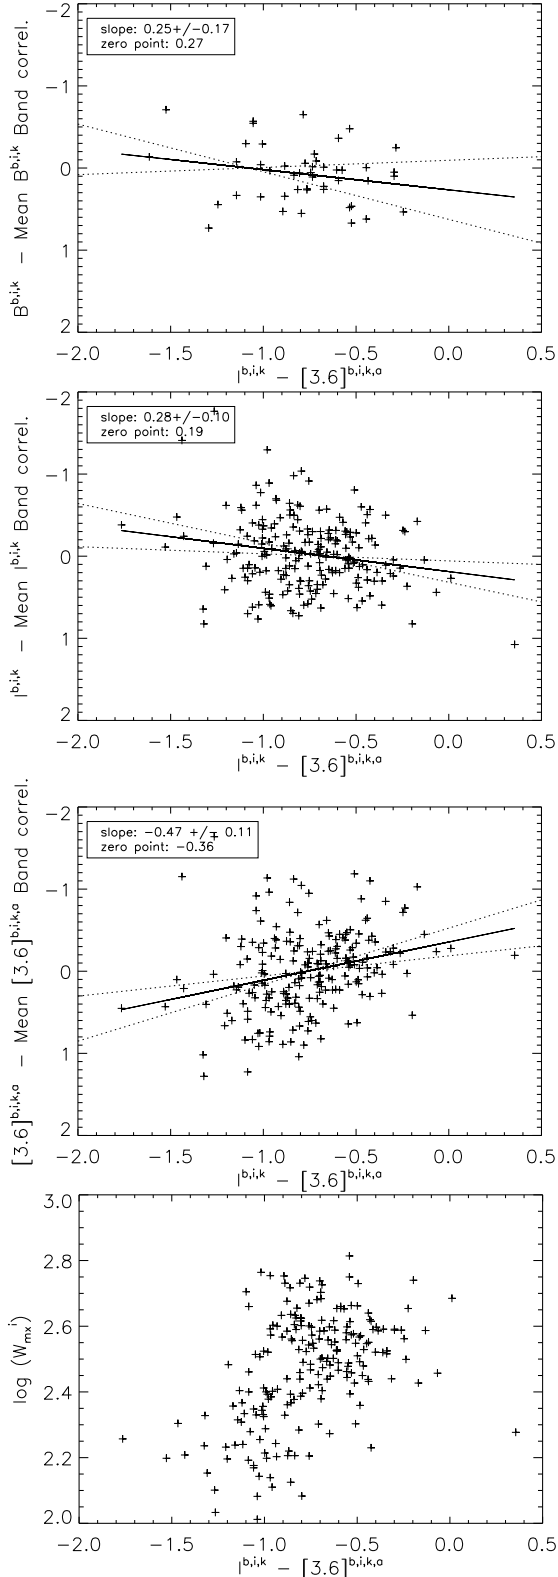 slope: 0.25+/−0.17
zero point: 0.27
−2
−1
0
1
2
B^b,i,k − Mean B^b,i,k Band correl.
−2.0 −1.5 −1.0 −0.5 0.0 0.5
I^b,i,k − [3.6]^b,i,k,a
slope: 0.28+/−0.10
zero point: 0.19
−2
−1
0
1
2
I^b,i,k − Mean I^b,i,k Band correl.
−2.0 −1.5 −1.0 −0.5 0.0 0.5
I^b,i,k − [3.6]^b,i,k,a
slope: −0.47 +/− 0.11
zero point: −0.36
−2
−1
0
1
2
[3.6]^b,i,k,a − Mean [3.6]^b,i,k,a Band correl.
−2.0 −1.5 −1.0 −0.5 0.0 0.5
I^b,i,k − [3.6]^b,i,k,a
3.0
2.8
2.6
2.4
2.2
2.0
log (W_mx^i)
−2.0 −1.5 −1.0 −0.5 0.0 0.5
I^b,i,k − [3.6]^b,i,k,a